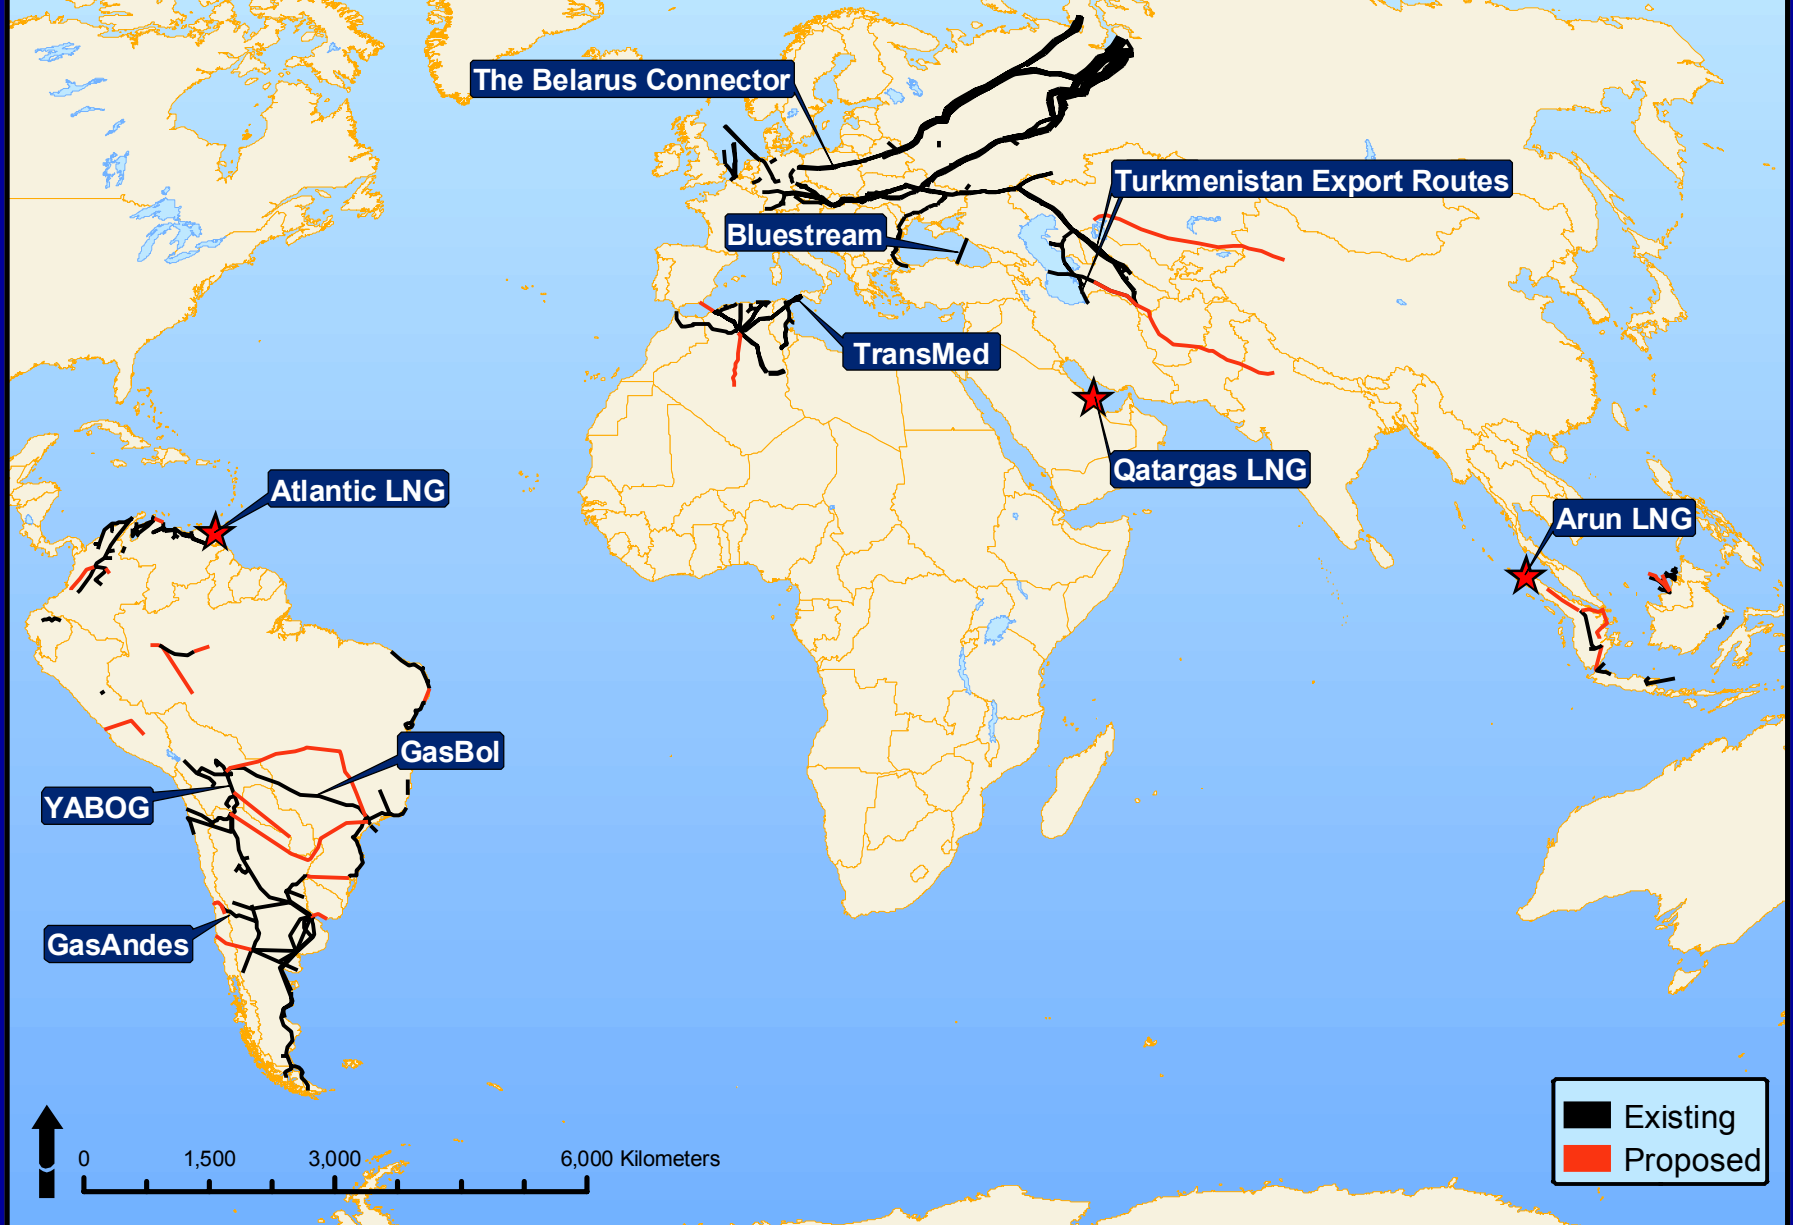 The Belarus Connector
Turkmenistan Export Routes
Bluestream
TransMed
Qatargas LNG
Atlantic LNG
Arun LNG
GasBol
YABOG
GasAndes
0 1,500 3,000 6,000 Kilometers
Existing
Proposed